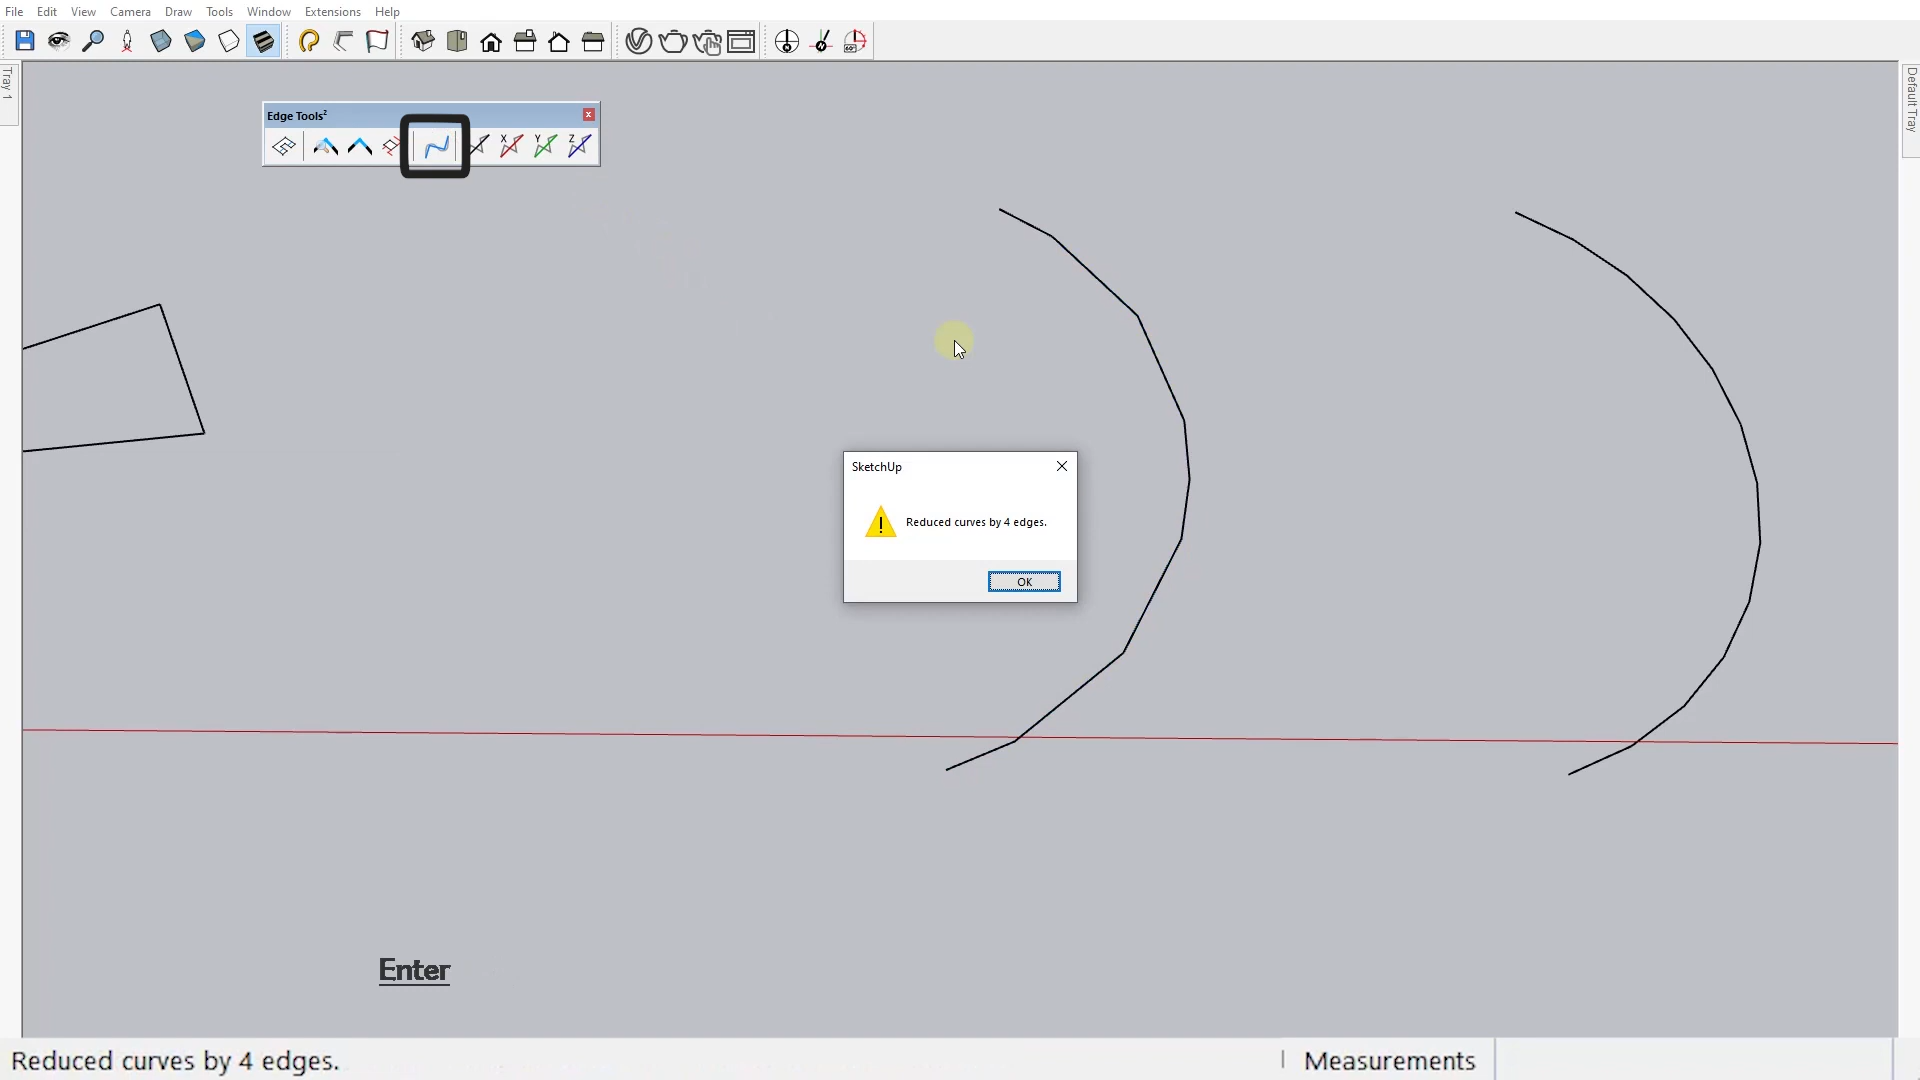 File Edit View Camera Draw Tools Window Extensions Help
Tray 1
Default Tray
Edge Tools²
X Y Z
SketchUp
Reduced curves by 4 edges.
OK
Enter
Reduced curves by 4 edges.
Measurements